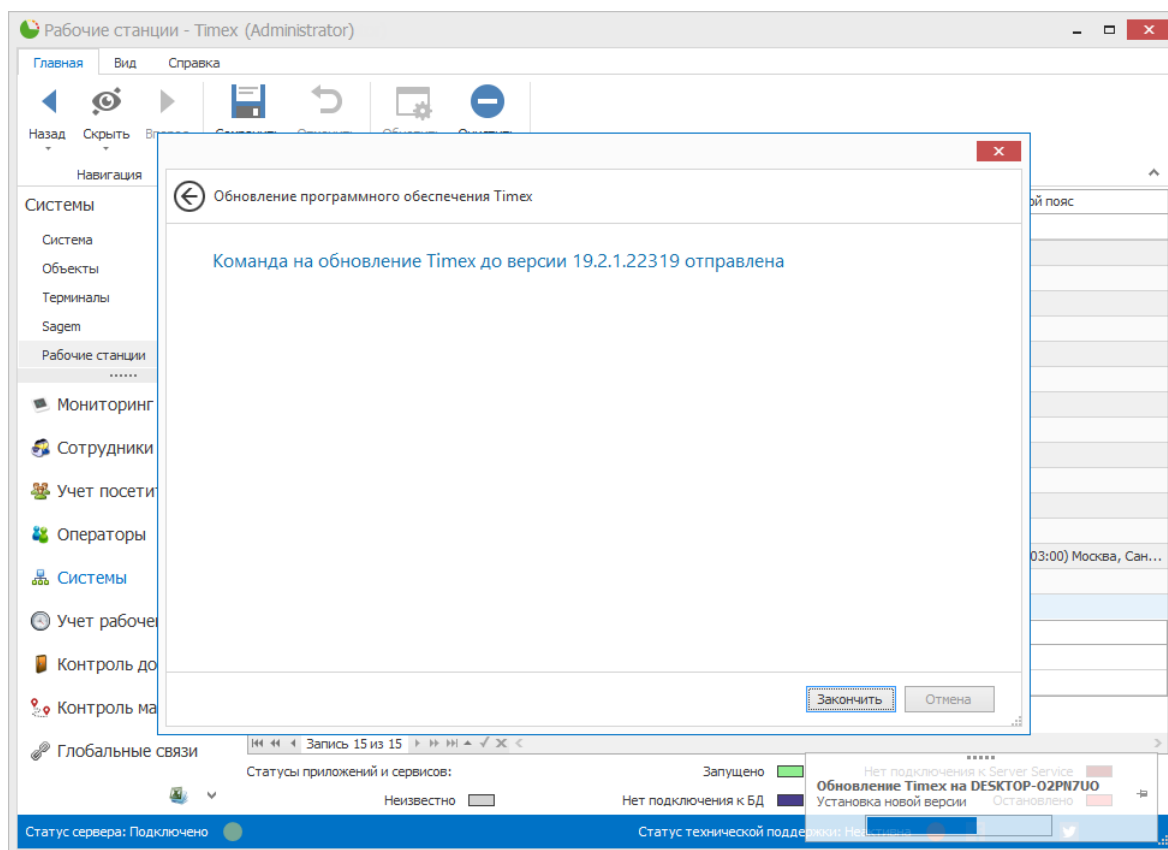 Рабочие станции - Timex (Administrator)
Главная Вид Справка
Назад Скрыть
Навигация
Системы
Система
Объекты
Терминалы
Sagem
Рабочие станции
Мониторинг
Сотрудники
Учет посети
Операторы
Системы
Учет рабоче
Контроль до
Контроль ма
Глобальные связи
Обновление программного обеспечения Timex
Команда на обновление Timex до версии 19.2.1.22319 отправлена
Закончить Отмена
ой пояс
03:00) Москва, Сан...
Запись 15 из 15
Статусы приложений и сервисов: Запущено Нет подключения к Server Service
Неизвестно Нет подключения к БД Остановлено
Обновление Timex на DESKTOP-O2PN7UO
Установка новой версии
Статус сервера: Подключено Статус технической поддержки: Неактивна